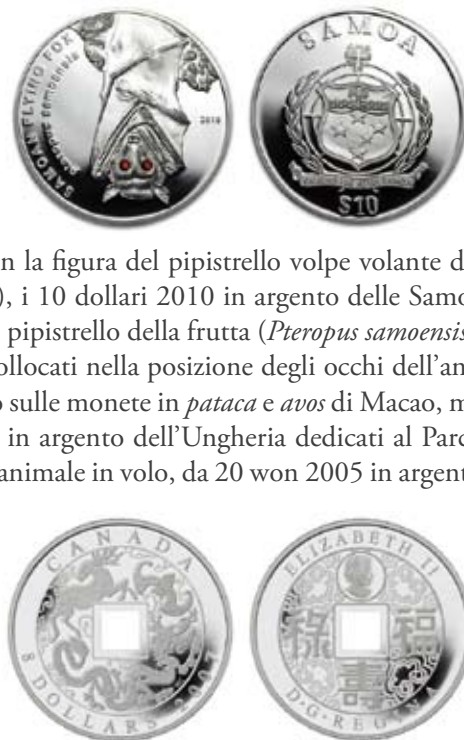 SAMOAN FLYING FOX
pteropus samoensis
2010
SAMOA
$10
n la figura del pipistrello volpe volante d
), i 10 dollari 2010 in argento delle Samo
pipistrello della frutta (Pteropus samoensis
ollocati nella posizione degli occhi dell'an
o sulle monete in pataca e avos di Macao, m
in argento dell'Ungheria dedicati al Parc
animale in volo, da 20 won 2005 in argent
CANADA
8 DOLLARS 2007
ELIZABETH II
祿 福
壽
D·G·REGINA